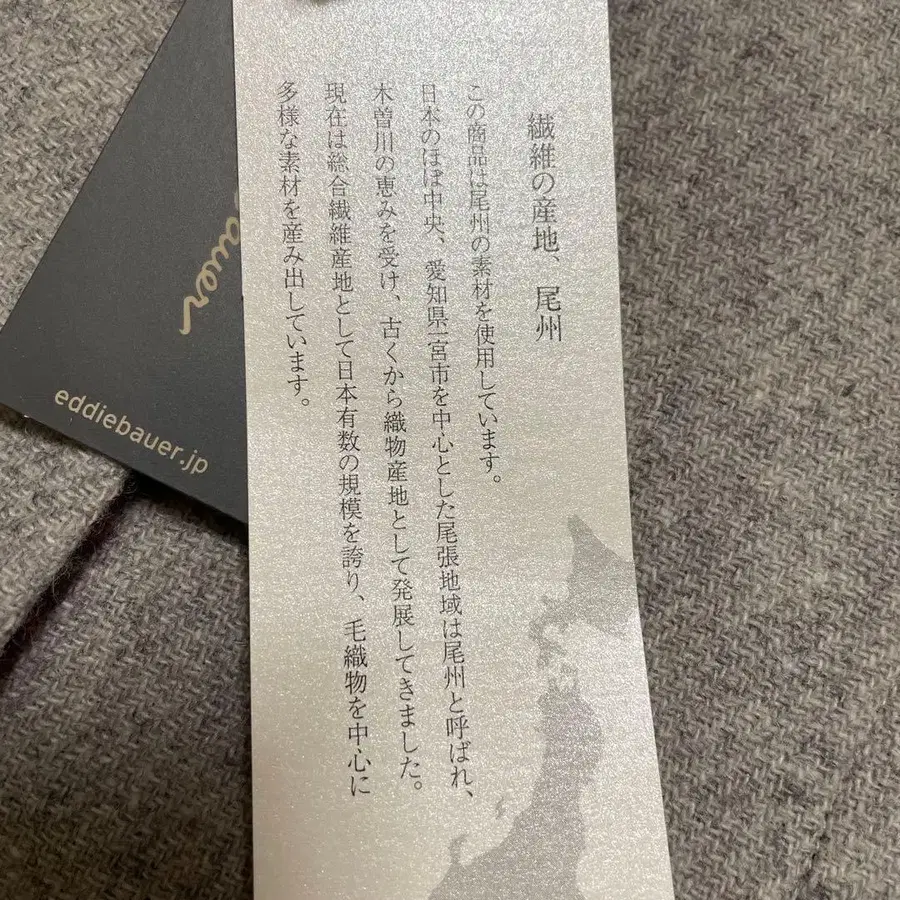 繊維の産地、尾州
この商品は尾州の素材を使用しています。
日本のほぼ中央、愛知県一宮市を中心とした尾張地域は尾州と呼ばれ、
木曽川の恵みを受け、古くから織物産地として発展してきました。
現在は総合繊維産地として日本有数の規模を誇り、毛織物を中心に
多様な素材を産み出しています。
eddiebauer.jp